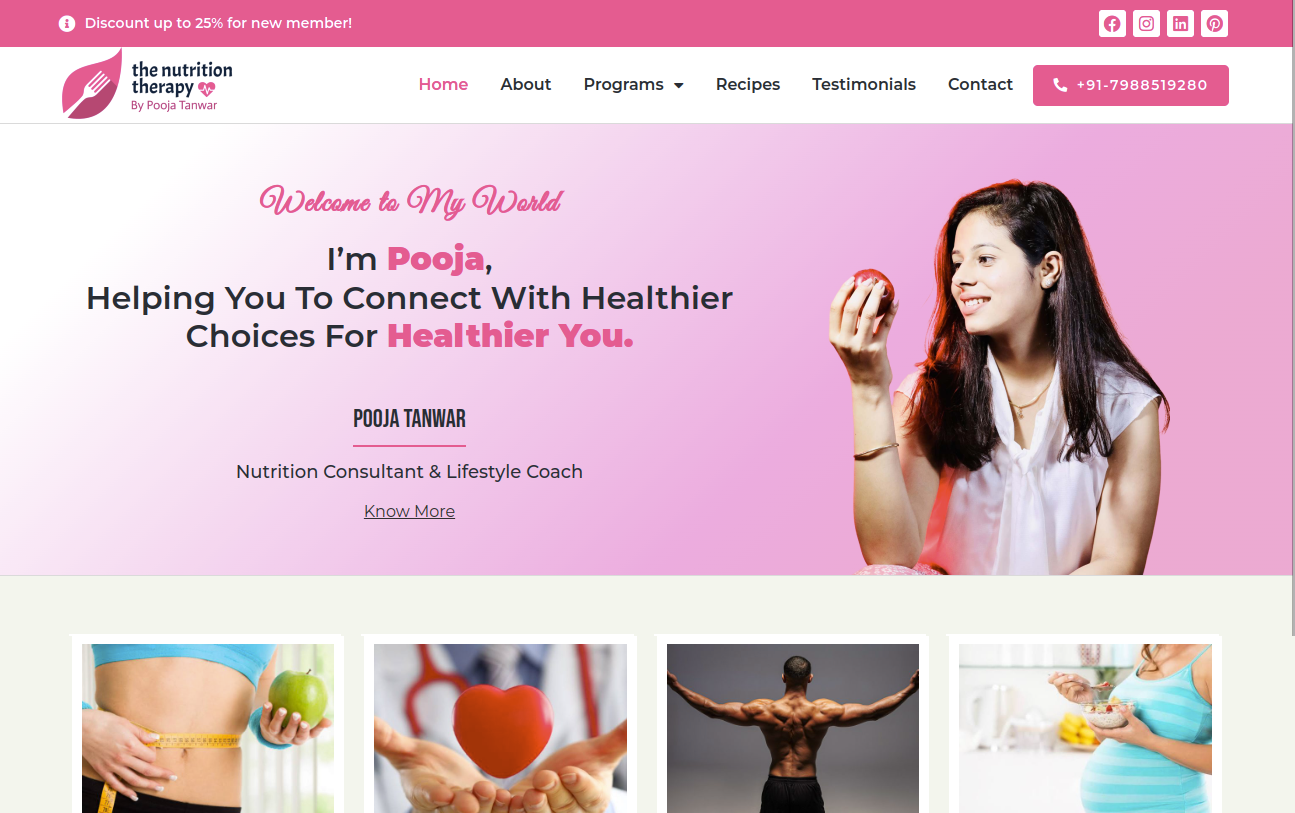 Discount up to 25% for new member!
the nutrition
therapy
By Pooja Tanwar
Home About Programs Recipes Testimonials Contact +91-7988519280
Welcome to My World
I’m Pooja,
Helping You To Connect With Healthier
Choices For Healthier You.
POOJA TANWAR
Nutrition Consultant & Lifestyle Coach
Know More